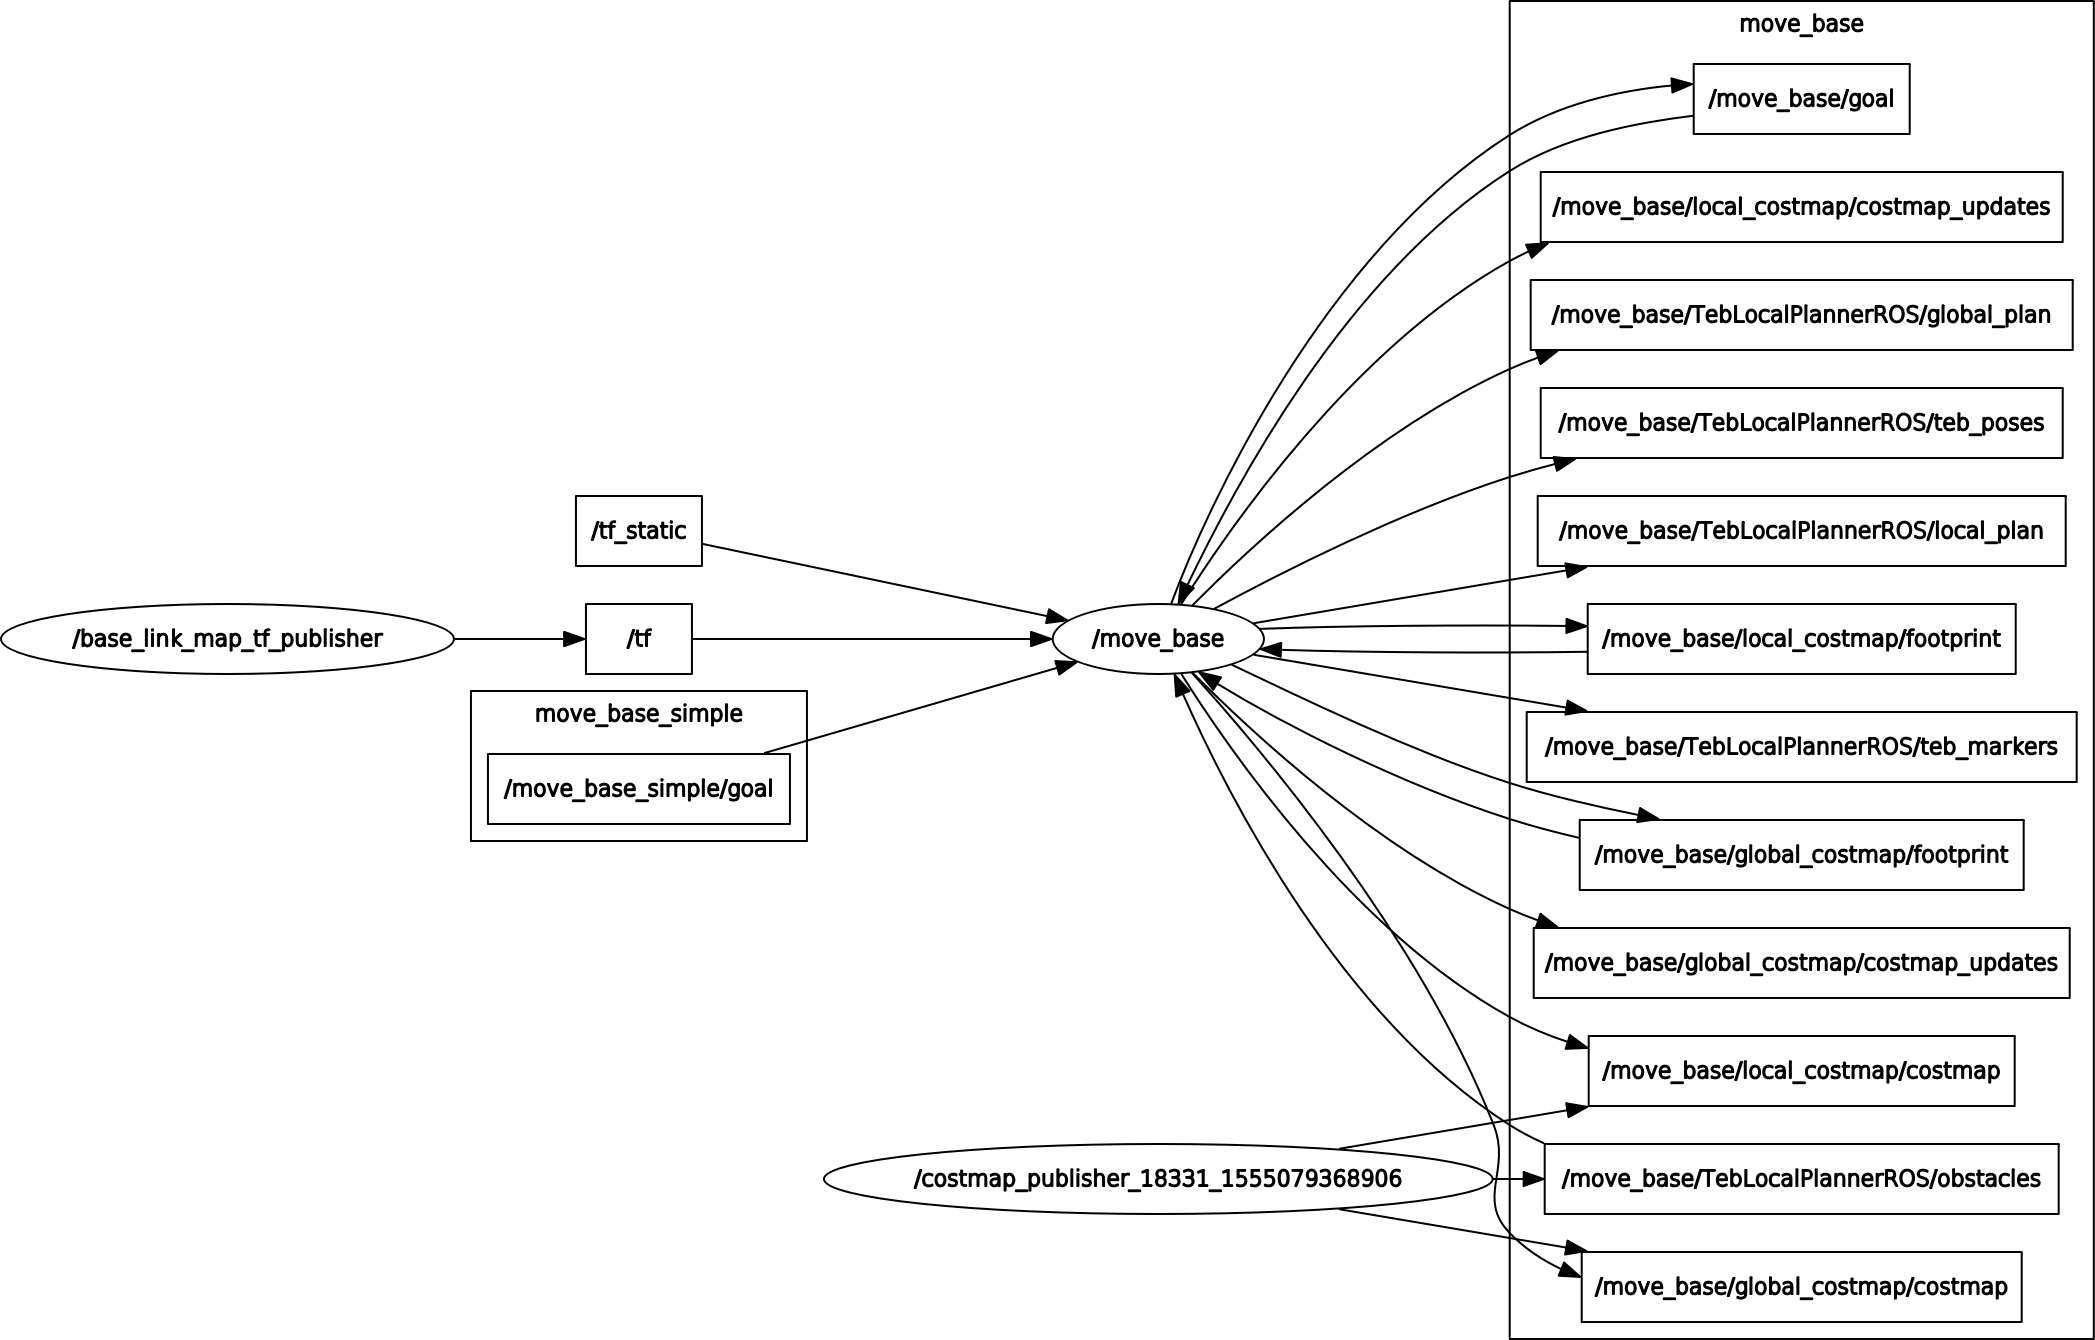 move_base
/move_base/goal
/move_base/local_costmap/costmap_updates
/move_base/TebLocalPlannerROS/global_plan
/move_base/TebLocalPlannerROS/teb_poses
/tf_static
/move_base/TebLocalPlannerROS/local_plan
/base_link_map_tf_publisher
/tf
/move_base
/move_base/local_costmap/footprint
move_base_simple
/move_base_simple/goal
/move_base/TebLocalPlannerROS/teb_markers
/move_base/global_costmap/footprint
/move_base/global_costmap/costmap_updates
/move_base/local_costmap/costmap
/costmap_publisher_18331_1555079368906
/move_base/TebLocalPlannerROS/obstacles
/move_base/global_costmap/costmap